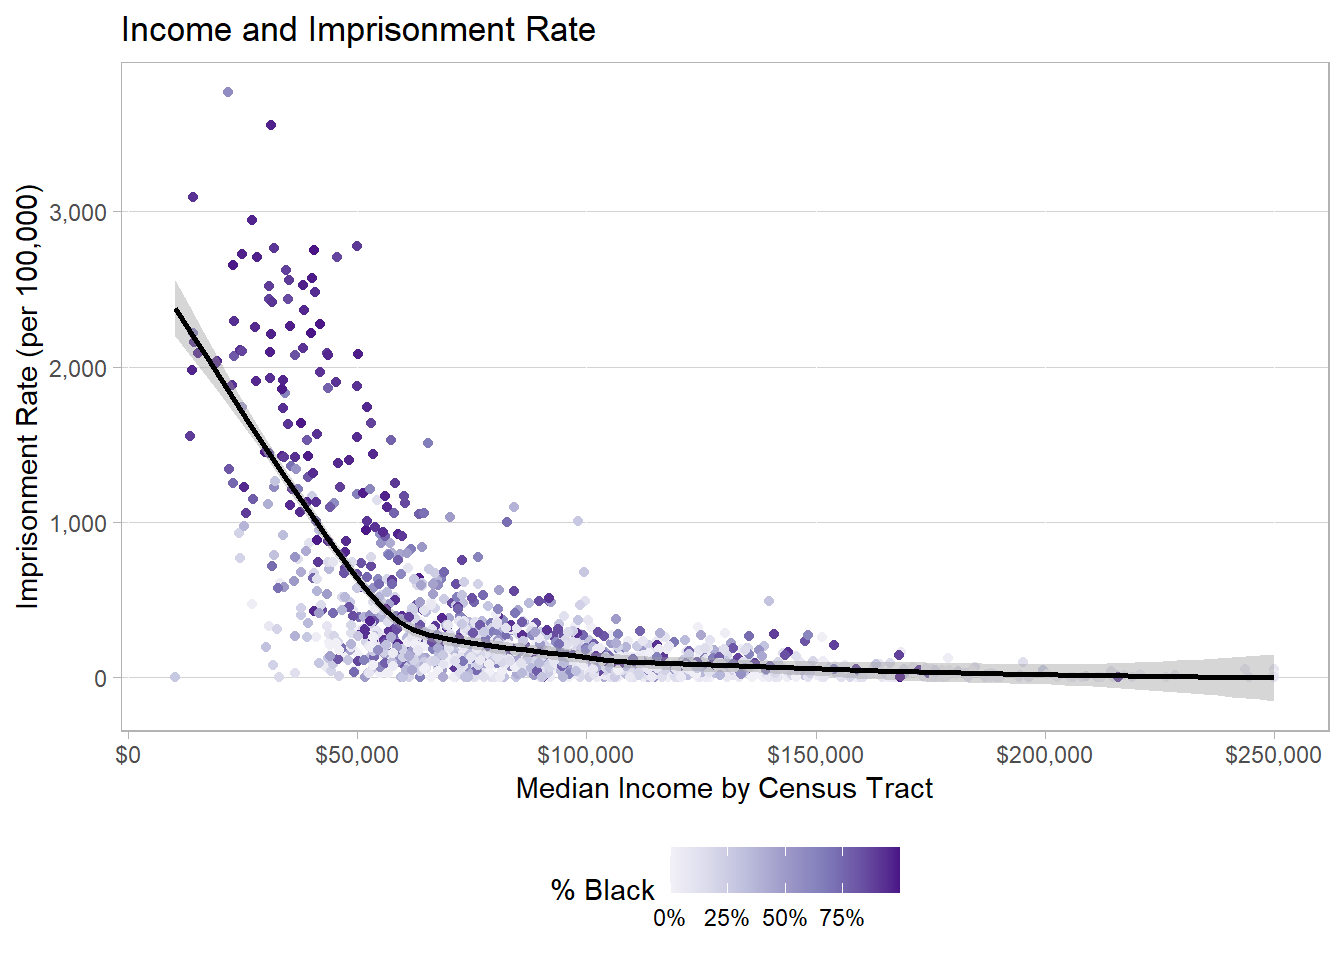 Income and Imprisonment Rate
Imprisonment Rate (per 100,000)
3,000
2,000
1,000
0
$0 $50,000 $100,000 $150,000 $200,000 $250,000
Median Income by Census Tract
% Black
0% 25% 50% 75%